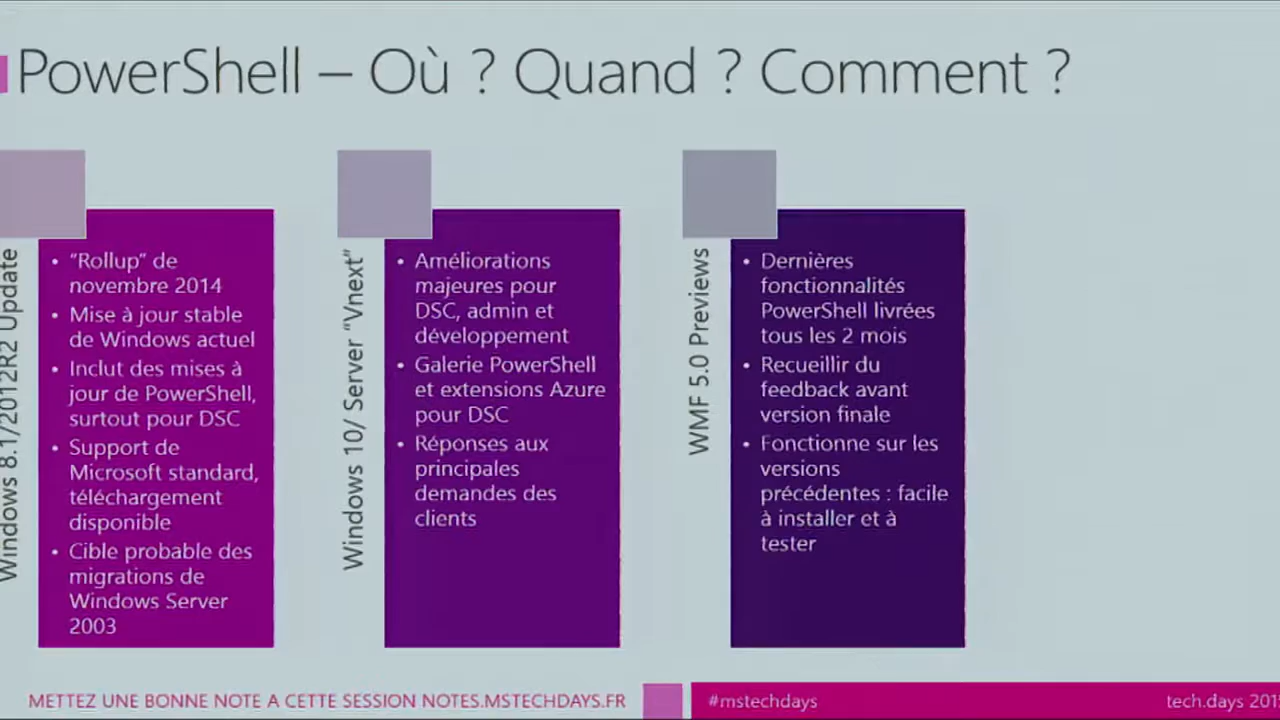 PowerShell – Où ? Quand ? Comment ?
Windows 8.1/2012R2 Update
• “Rollup” de
novembre 2014
• Mise à jour stable
de Windows actuel
• Inclut des mises à
jour de PowerShell,
surtout pour DSC
• Support de
Microsoft standard,
téléchargement
disponible
• Cible probable des
migrations de
Windows Server
2003
Windows 10/ Server “Vnext”
• Améliorations
majeures pour
DSC, admin et
développement
• Galerie PowerShell
et extensions Azure
pour DSC
• Réponses aux
principales
demandes des
clients
WMF 5.0 Previews
• Dernières
fonctionnalités
PowerShell livrées
tous les 2 mois
• Recueillir du
feedback avant
version finale
• Fonctionne sur les
versions
précédentes : facile
à installer et à
tester
METTEZ UNE BONNE NOTE A CETTE SESSION NOTES.MSTECHDAYS.FR
#mstechdays
tech.days 201